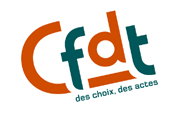 Cfdt
des choix, des actes